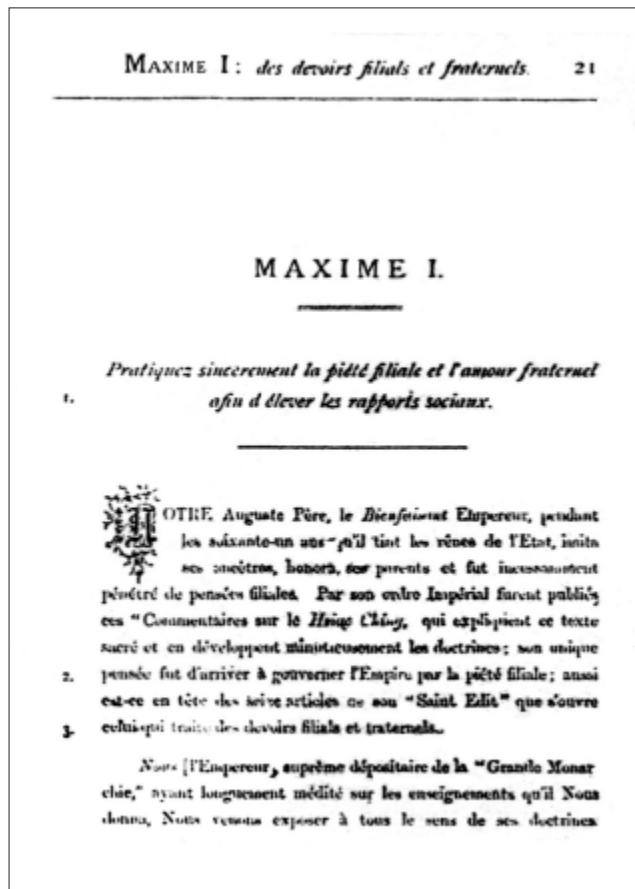 MAXIME I: des devoirs filials et fraternels. 21
MAXIME I.
Pratiquez sincèrement la piété filiale et l'amour fraternel
1. afin d'élever les rapports sociaux.
NOTRE Auguste Père, le Bienfaisant Empereur, pendant
les soixante-un ans qu'il tint les rênes de l'Etat, imita
ses ancêtres, honora, ses parents et fut incessamment
pénétré de pensées filiales. Par son ordre Impérial furent publiés
ces "Commentaires sur le Hsiao Ching, qui expliquent ce texte
sacré et en développent minutieusement les doctrines; son unique
2. pensée fut d'arriver à gouverner l'Empire par la piété filiale; aussi
est-ce en tête des seize articles de son "Saint Edit" que s'ouvre
3. celui qui traite des devoirs filials et fraternels.
Nous [l'Empereur, suprême dépositaire de la "Grande Monar
chie," ayant longuement médité sur les enseignements qu'il Nous
donna, Nous venons exposer à tous le sens de ses doctrines